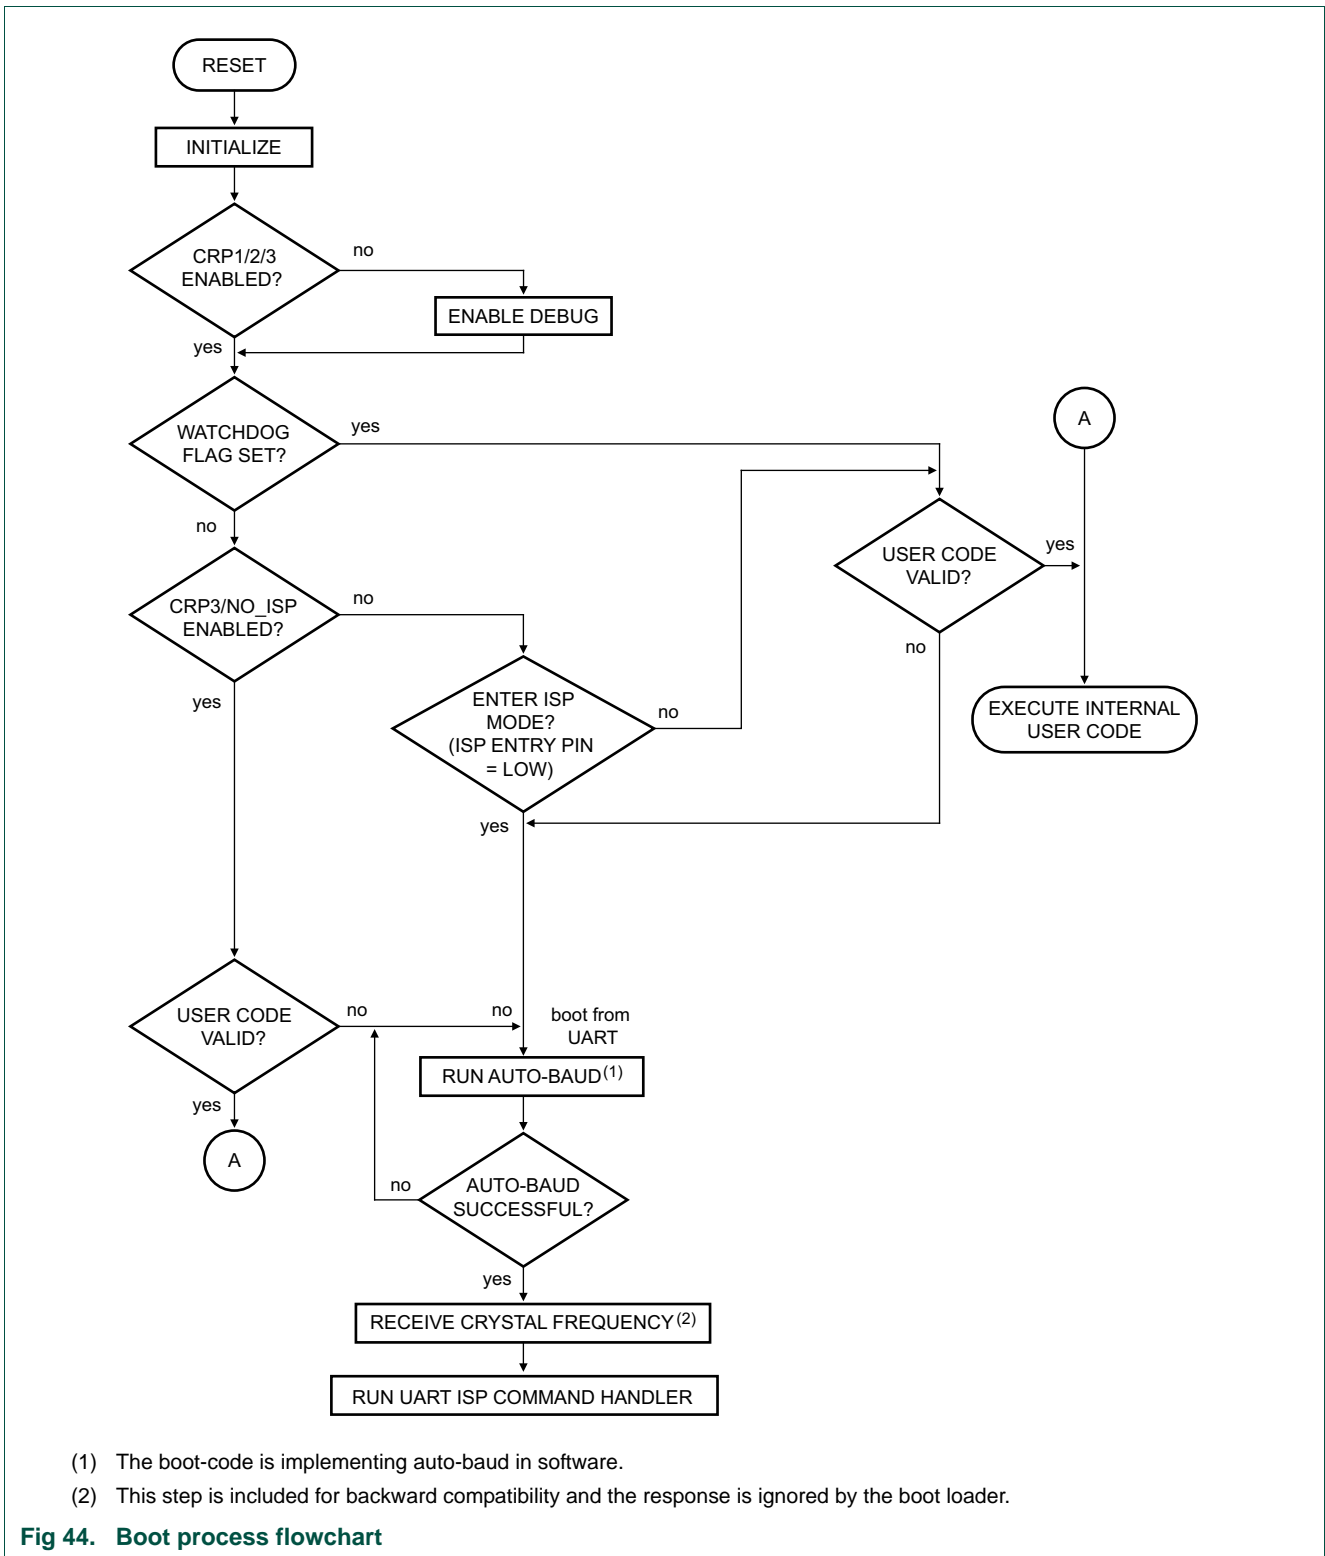 RESET
INITIALIZE
CRP1/2/3
ENABLED?
no
ENABLE DEBUG
yes
WATCHDOG
FLAG SET?
yes
A
no
USER CODE
VALID?
yes
no
CRP3/NO_ISP
ENABLED?
no
yes
ENTER ISP
MODE?
(ISP ENTRY PIN
= LOW)
no
EXECUTE INTERNAL
USER CODE
yes
USER CODE
VALID?
no
no
boot from
UART
RUN AUTO-BAUD(1)
yes
A
AUTO-BAUD
SUCCESSFUL?
no
yes
RECEIVE CRYSTAL FREQUENCY(2)
RUN UART ISP COMMAND HANDLER
(1) The boot-code is implementing auto-baud in software.
(2) This step is included for backward compatibility and the response is ignored by the boot loader.
Fig 44. Boot process flowchart